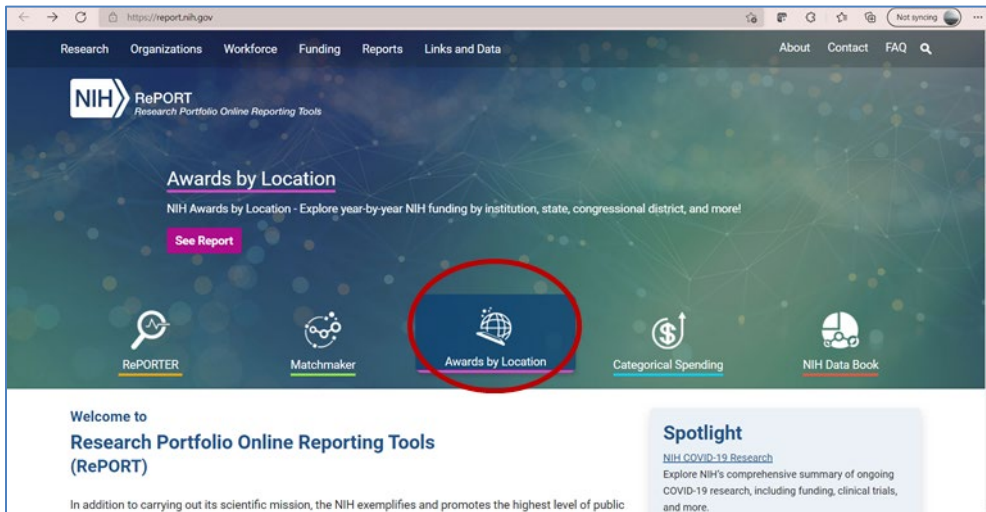 https://report.nih.gov
Not syncing
Research Organizations Workforce Funding Reports Links and Data About Contact FAQ
NIH RePORT
Research Portfolio Online Reporting Tools
Awards by Location
NIH Awards by Location - Explore year-by-year NIH funding by institution, state, congressional district, and more!
See Report
RePORTER Matchmaker Awards by Location Categorical Spending NIH Data Book
Welcome to
Research Portfolio Online Reporting Tools
(RePORT)
In addition to carrying out its scientific mission, the NIH exemplifies and promotes the highest level of public
Spotlight
NIH COVID-19 Research
Explore NIH's comprehensive summary of ongoing
COVID-19 research, including funding, clinical trials,
and more.